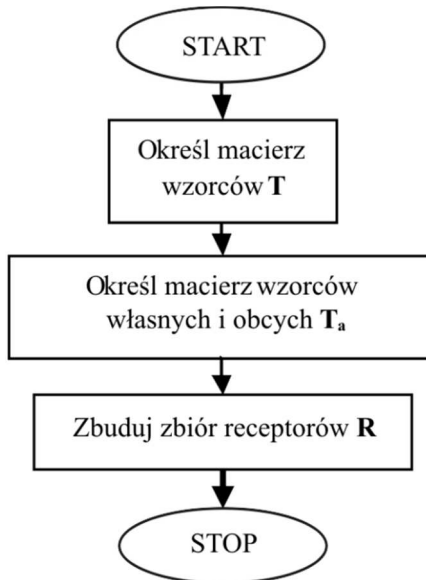 START
Określ macierz
wzorców T
Określ macierz wzorców
własnych i obcych Tₐ
Zbuduj zbiór receptorów R
STOP